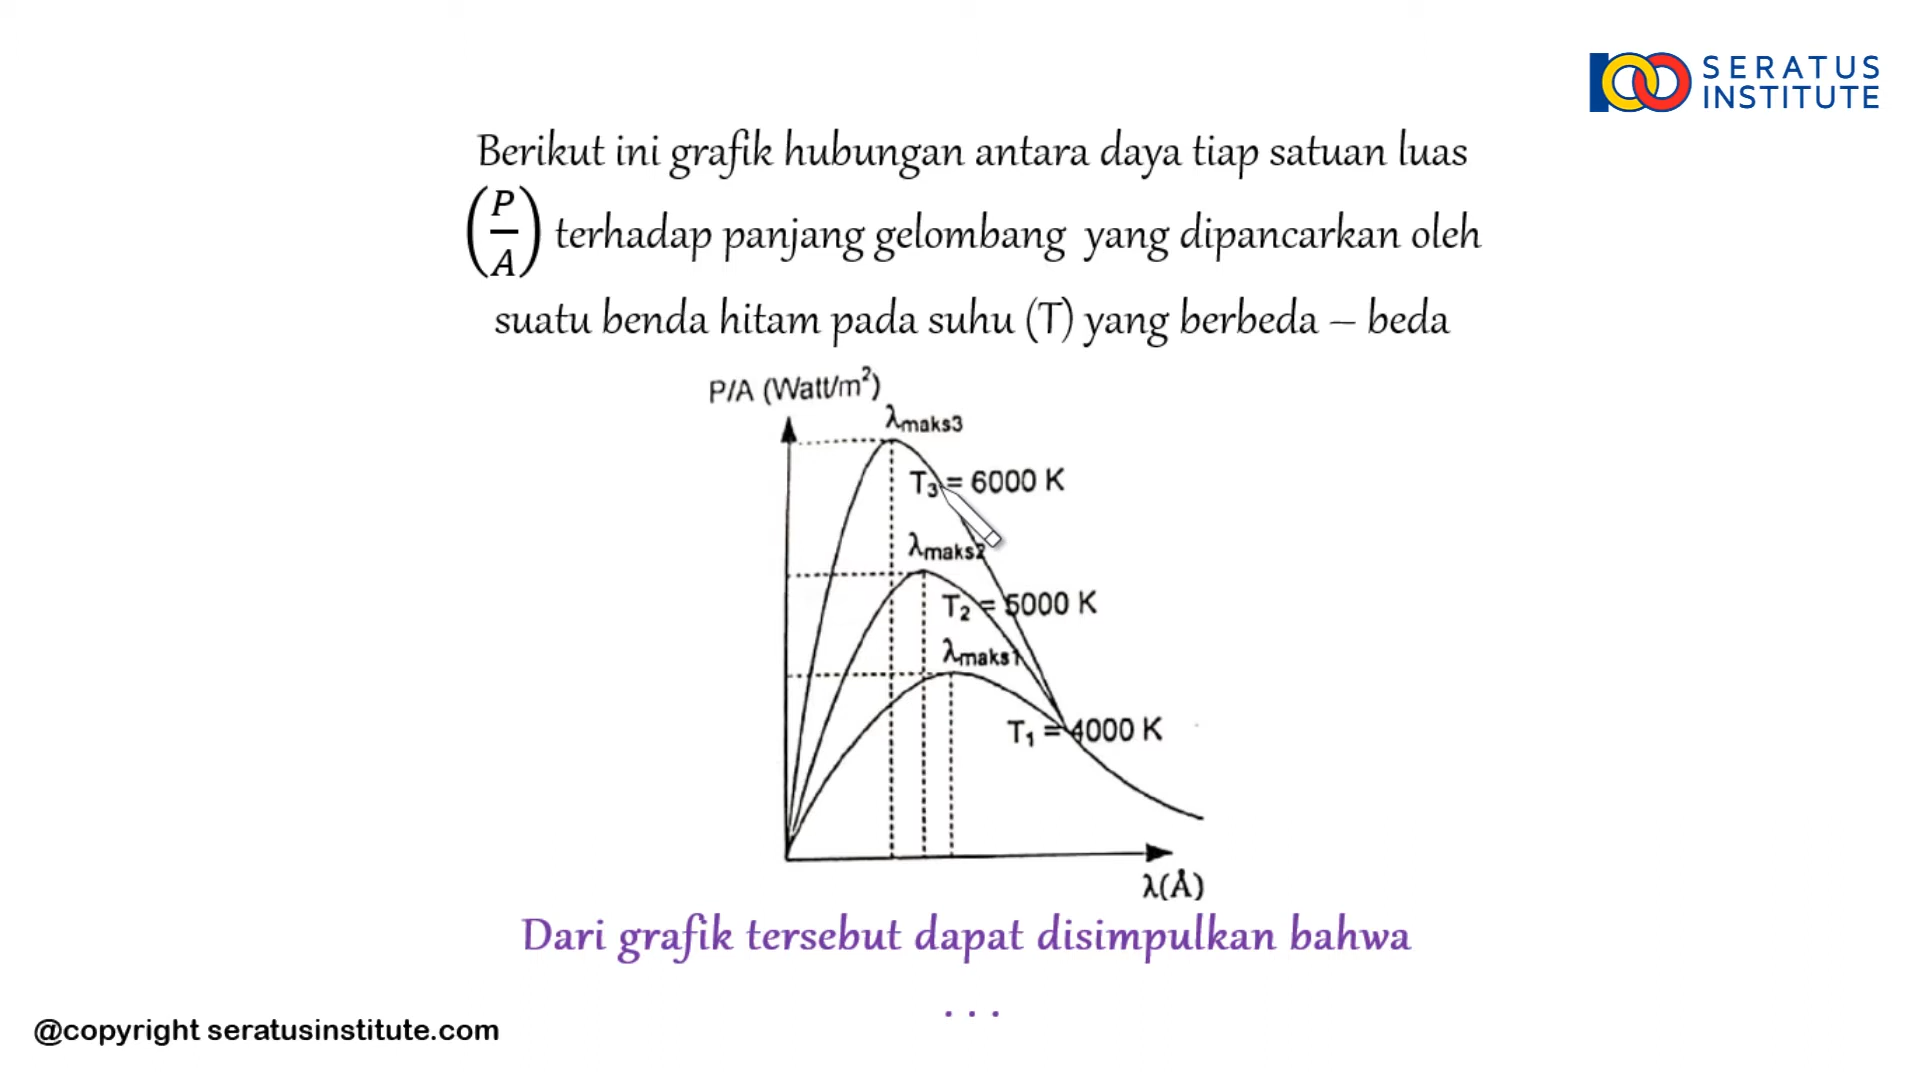 SERATUS
INSTITUTE
Berikut ini grafik hubungan antara daya tiap satuan luas
(P/A) terhadap panjang gelombang yang dipancarkan oleh
suatu benda hitam pada suhu (T) yang berbeda – beda
P/A (Watt/m²)
λmaks3
T₃ = 6000 K
λmaks2
T₂ = 5000 K
λmaks1
T₁ = 4000 K
λ(Å)
Dari grafik tersebut dapat disimpulkan bahwa
. . .
@copyright seratusinstitute.com